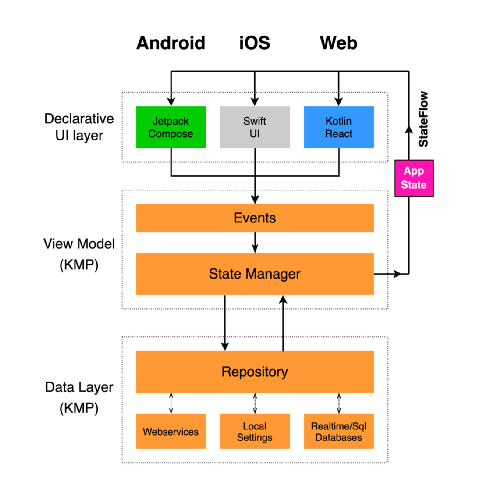 Android iOS Web
Declarative
UI layer
Jetpack
Compose
Swift
UI
Kotlin
React
StateFlow
App
State
View Model
(KMP)
Events
State Manager
Data Layer
(KMP)
Repository
Webservices
Local
Settings
Realtime/Sql
Databases